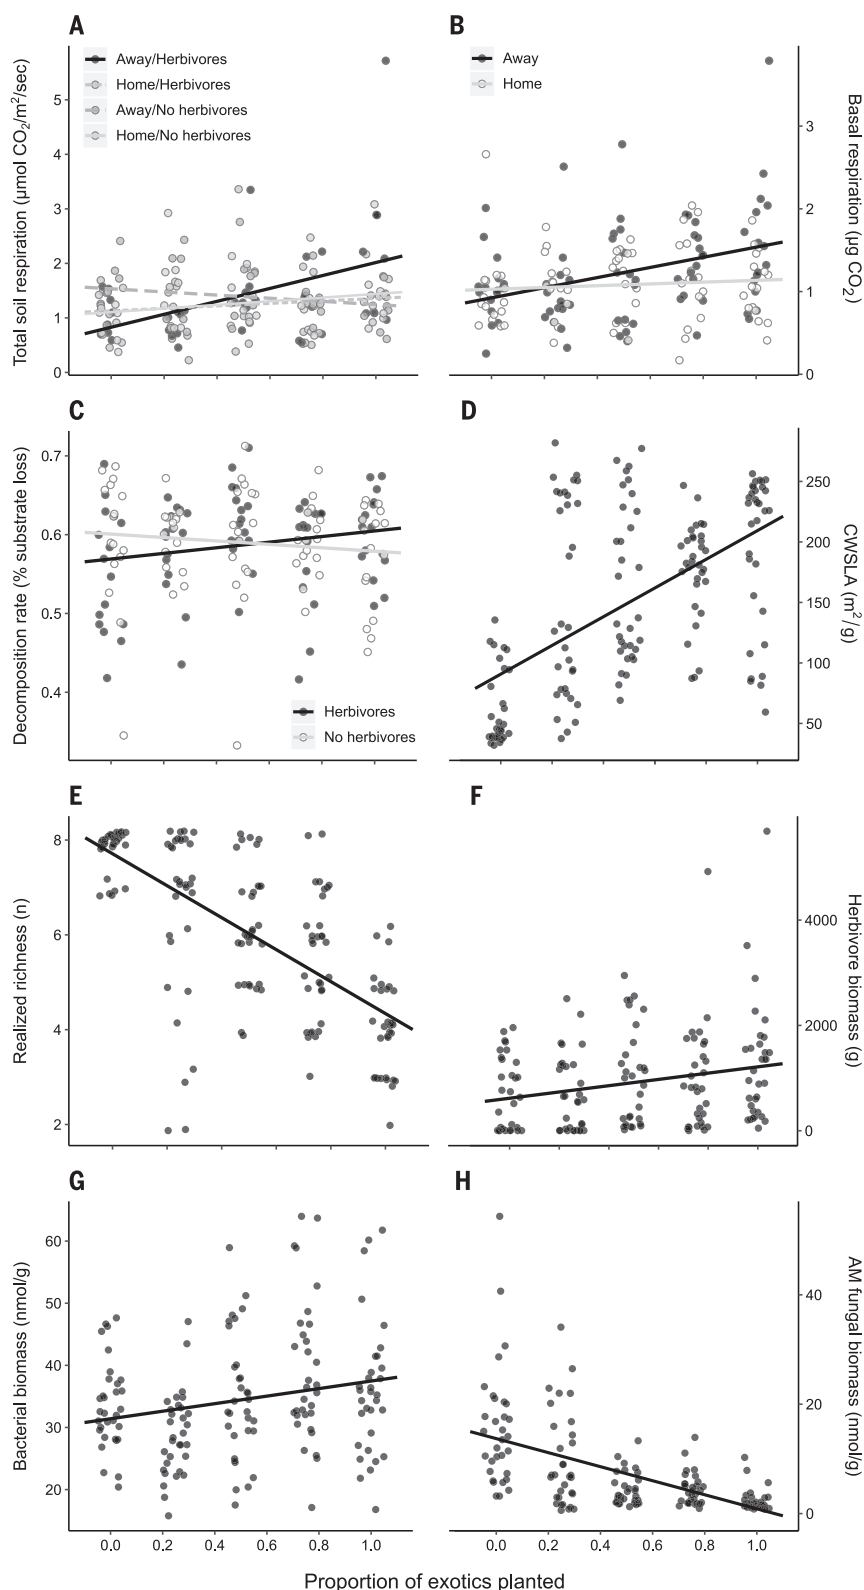 A
Total soil respiration (µmol CO₂/m²/sec)
Away/Herbivores
Home/Herbivores
Away/No herbivores
Home/No herbivores
5
4
3
2
1
0
B
Away
Home
Basal respiration (µg CO₂)
3
2
1
0
C
Decomposition rate (% substrate loss)
0.7
0.6
0.5
0.4
Herbivores
No herbivores
D
CWSLA (m²/g)
250
200
150
100
50
E
Realized richness (n)
8
6
4
2
F
Herbivore biomass (g)
4000
2000
0
G
Bacterial biomass (nmol/g)
60
50
40
30
20
0.0 0.2 0.4 0.6 0.8 1.0
H
AM fungal biomass (nmol/g)
40
20
0
0.0 0.2 0.4 0.6 0.8 1.0
Proportion of exotics planted